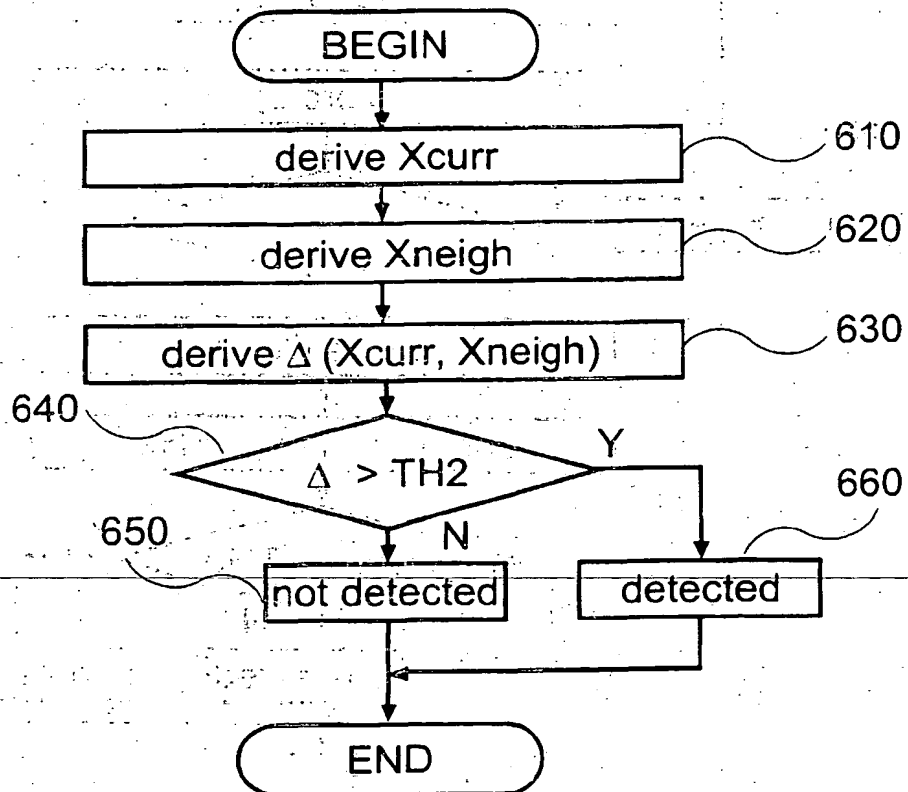 BEGIN
derive Xcurr
610
derive Xneigh
620
derive Δ (Xcurr, Xneigh)
630
640
Δ > TH2
Y
N
650
660
not detected
detected
END